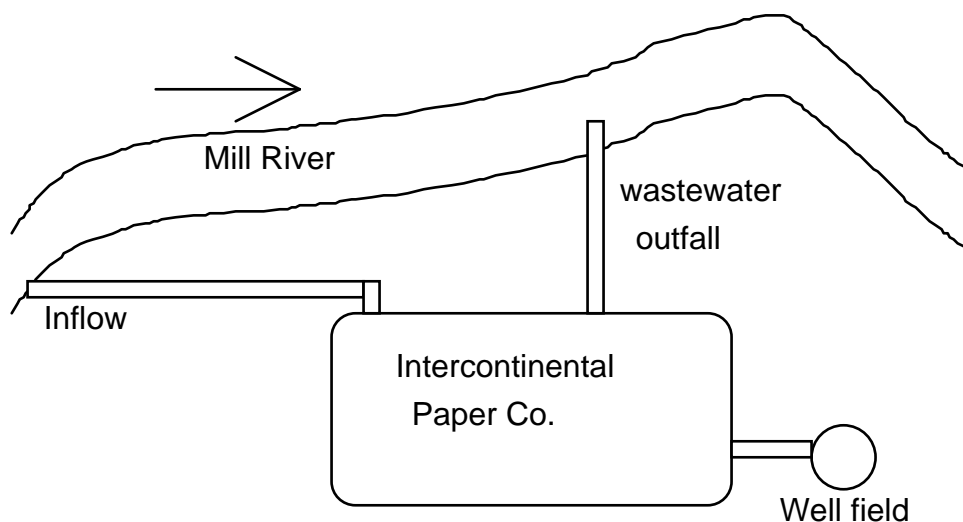 Mill River
wastewater
outfall
Inflow
Intercontinental
Paper Co.
Well field